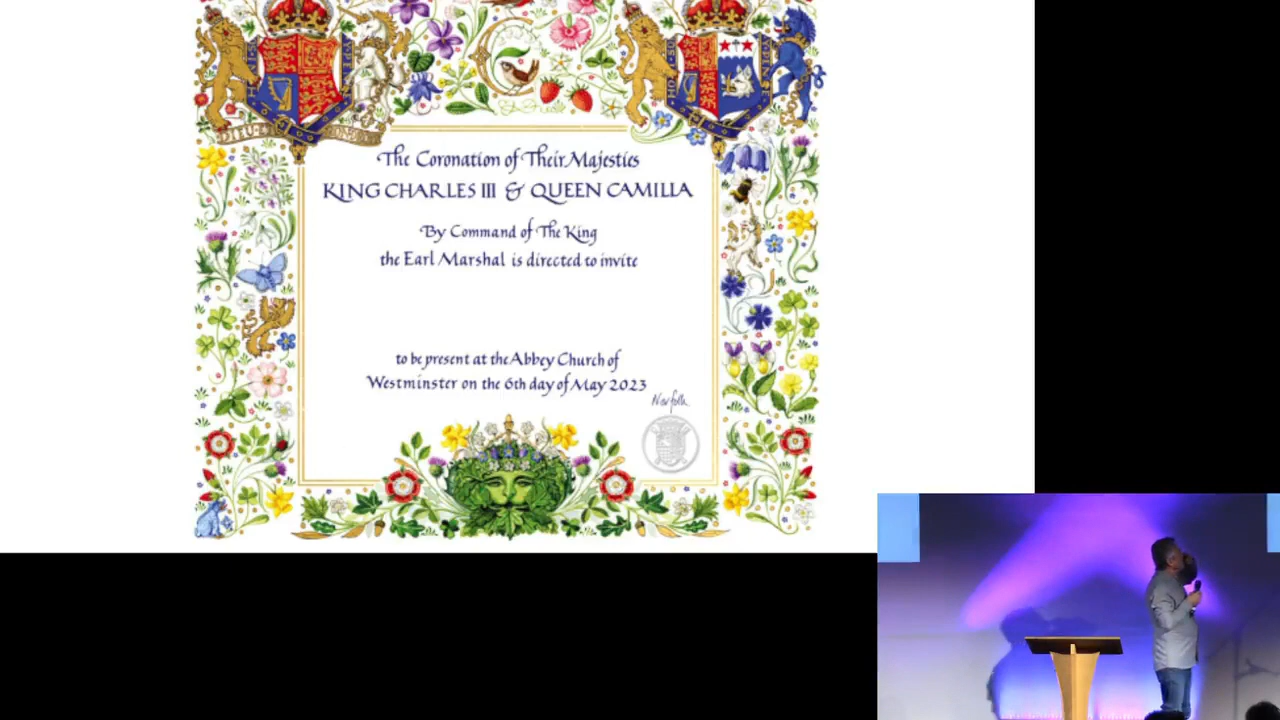 The Coronation of Their Majesties
KING CHARLES III & QUEEN CAMILLA
By Command of The King
the Earl Marshal is directed to invite
to be present at the Abbey Church of
Westminster on the 6th day of May 2023
Norfolk